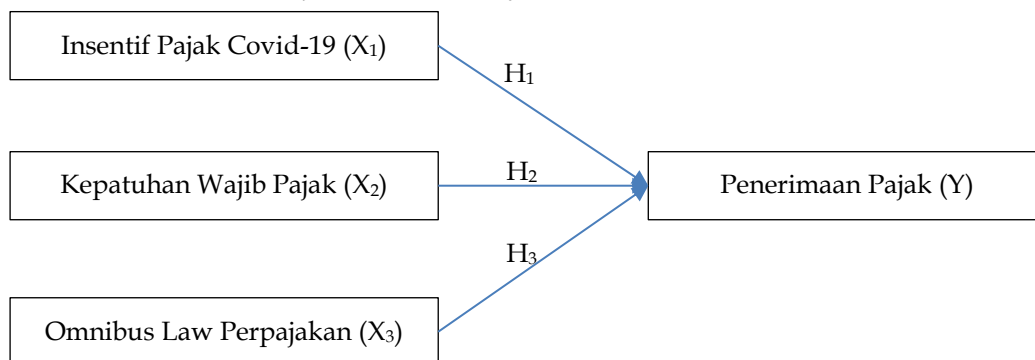 Insentif Pajak Covid-19 (X₁)
H₁
Kepatuhan Wajib Pajak (X₂)
H₂
Penerimaan Pajak (Y)
H₃
Omnibus Law Perpajakan (X₃)